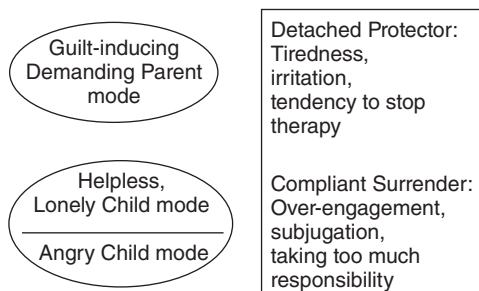 Guilt-inducing
Demanding Parent
mode
Helpless,
Lonely Child mode
Angry Child mode
Detached Protector:
Tiredness,
irritation,
tendency to stop
therapy
Compliant Surrender:
Over-engagement,
subjugation,
taking too much
responsibility